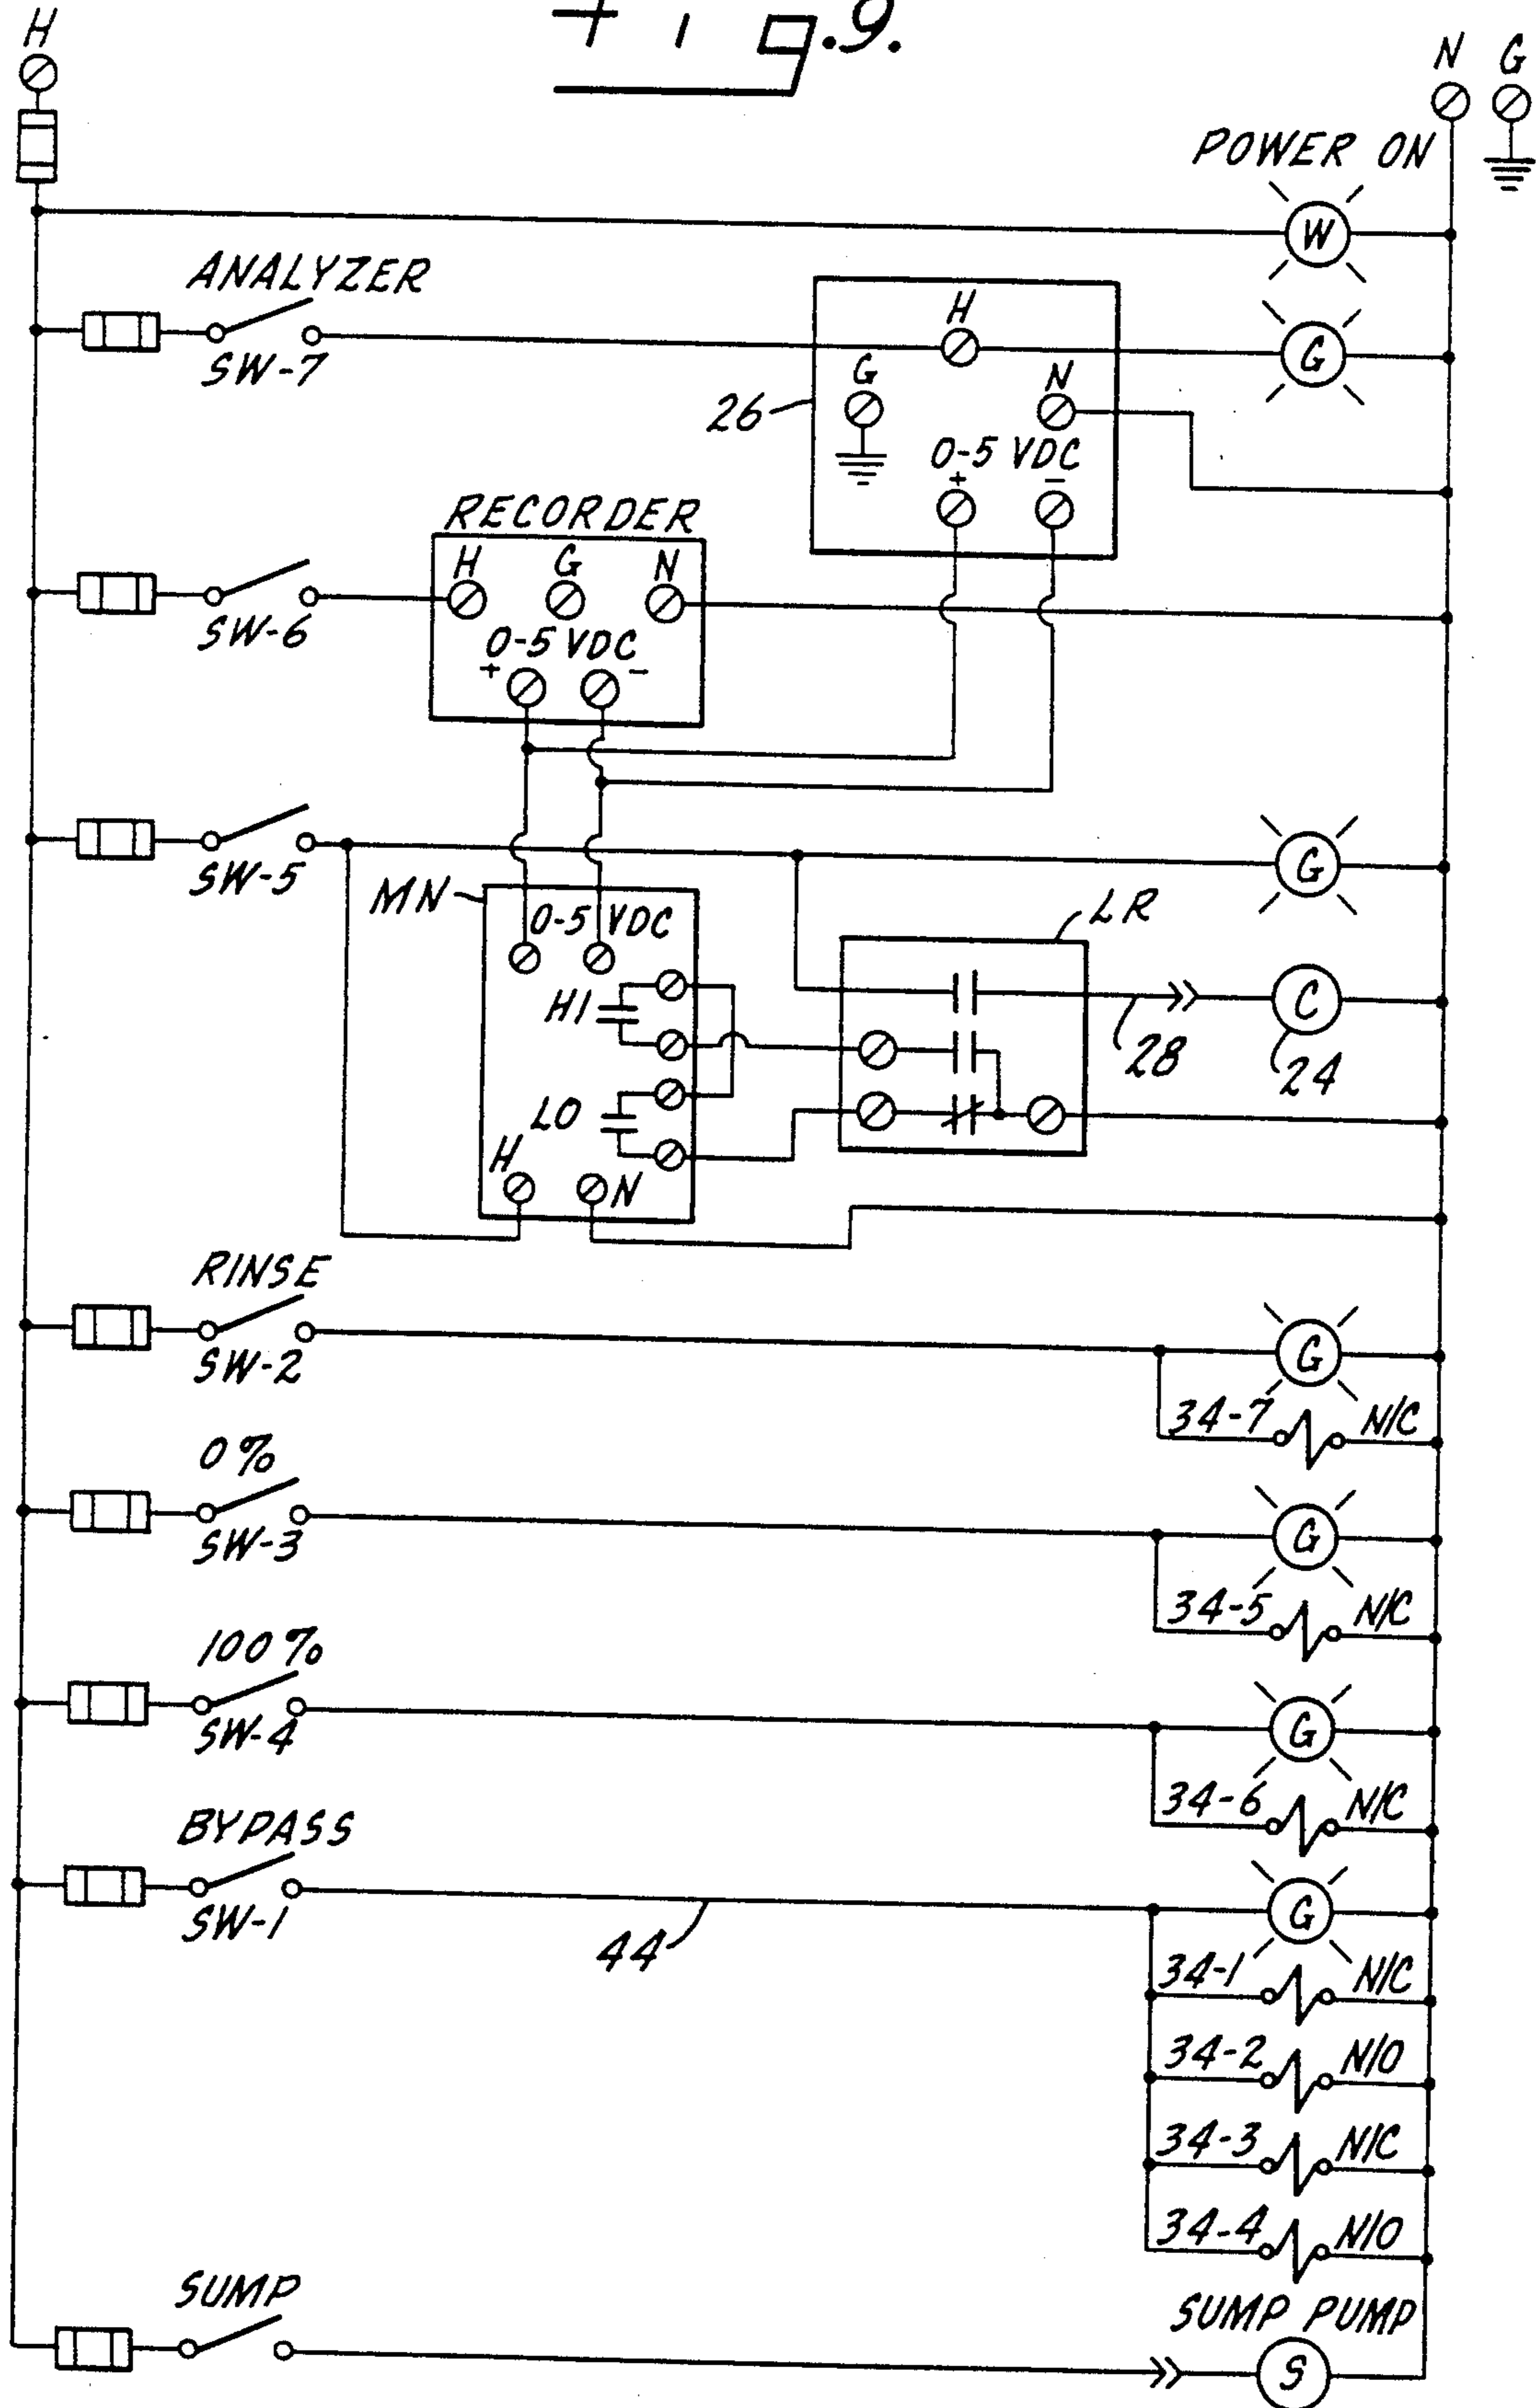 Fig.9.
H
N G
POWER ON
W
ANALYZER
SW-7
H
G
G
N
26
0-5 VDC
+ -
RECORDER
H G N
SW-6
0-5 VDC
+ -
SW-5
G
MN
0-5 VDC
LR
HI
C
28
24
LO
H N
RINSE
SW-2
G
34-7 N/C
0%
SW-3
G
34-5 N/C
100%
SW-4
G
34-6 N/C
BYPASS
SW-1
G
44
34-1 N/C
34-2 N/O
34-3 N/C
34-4 N/O
SUMP
SUMP PUMP
S